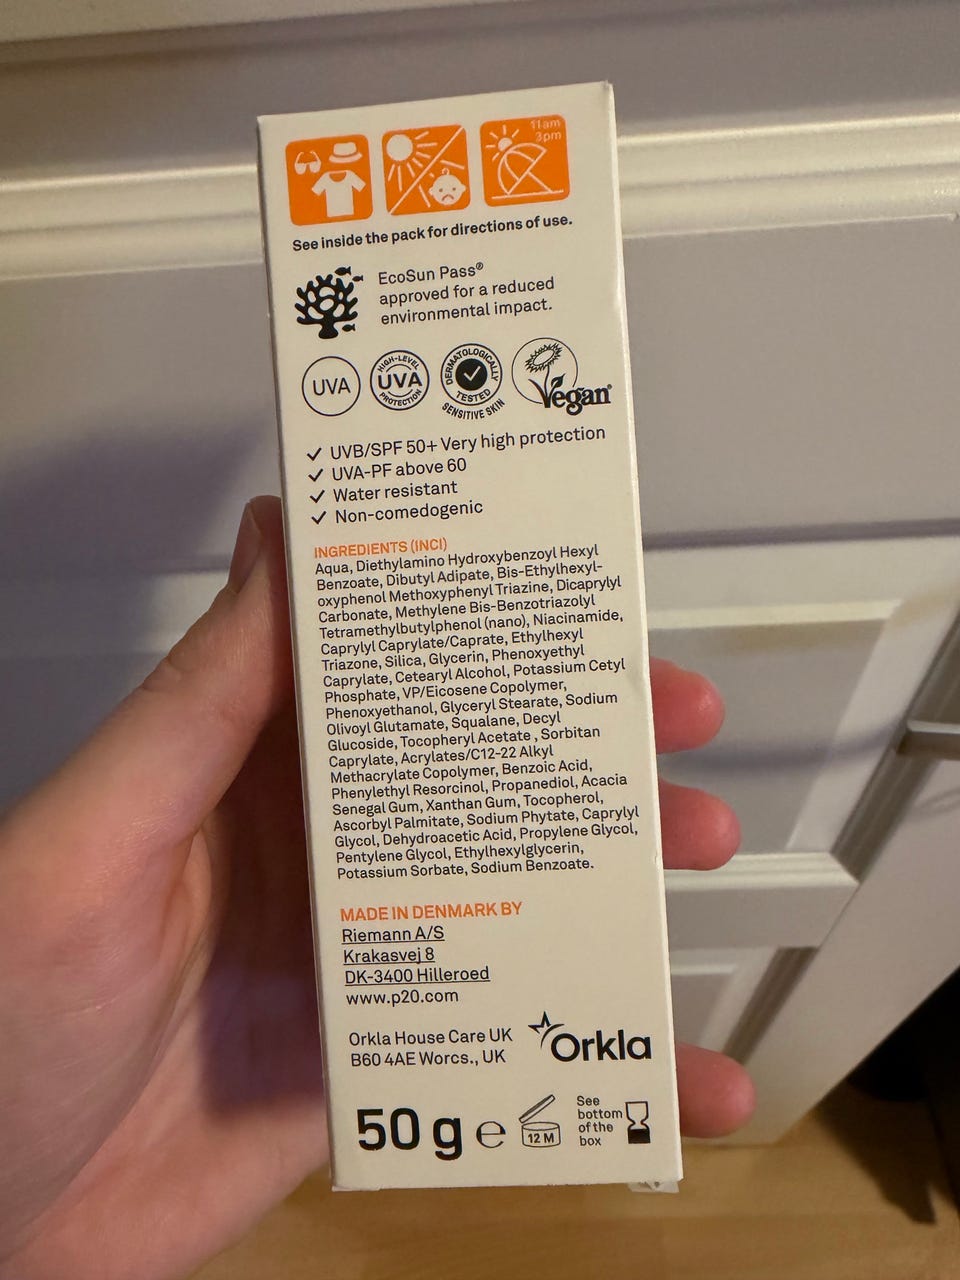 11am
3pm
See inside the pack for directions of use.
EcoSun Pass®
approved for a reduced
environmental impact.
UVA
HIGH-LEVEL
UVA
PROTECTION
DERMATOLOGICALLY
TESTED
SENSITIVE SKIN
Vegan
✓ UVB/SPF 50+ Very high protection
✓ UVA-PF above 60
✓ Water resistant
✓ Non-comedogenic
INGREDIENTS (INCI)
Aqua, Diethylamino Hydroxybenzoyl Hexyl
Benzoate, Dibutyl Adipate, Bis-Ethylhexyl-
oxyphenol Methoxyphenyl Triazine, Dicaprylyl
Carbonate, Methylene Bis-Benzotriazolyl
Tetramethylbutylphenol (nano), Niacinamide,
Caprylyl Caprylate/Caprate, Ethylhexyl
Triazone, Silica, Glycerin, Phenoxyethyl
Caprylate, Cetearyl Alcohol, Potassium Cetyl
Phosphate, VP/Eicosene Copolymer,
Phenoxyethanol, Glyceryl Stearate, Sodium
Olivoyl Glutamate, Squalane, Decyl
Glucoside, Tocopheryl Acetate , Sorbitan
Caprylate, Acrylates/C12-22 Alkyl
Methacrylate Copolymer, Benzoic Acid,
Phenylethyl Resorcinol, Propanediol, Acacia
Senegal Gum, Xanthan Gum, Tocopherol,
Ascorbyl Palmitate, Sodium Phytate, Caprylyl
Glycol, Dehydroacetic Acid, Propylene Glycol,
Pentylene Glycol, Ethylhexylglycerin,
Potassium Sorbate, Sodium Benzoate.
MADE IN DENMARK BY
Riemann A/S
Krakasvej 8
DK-3400 Hilleroed
www.p20.com
Orkla House Care UK
B60 4AE Worcs., UK
Orkla
50 g ℮
12 M
See
bottom
of the
box